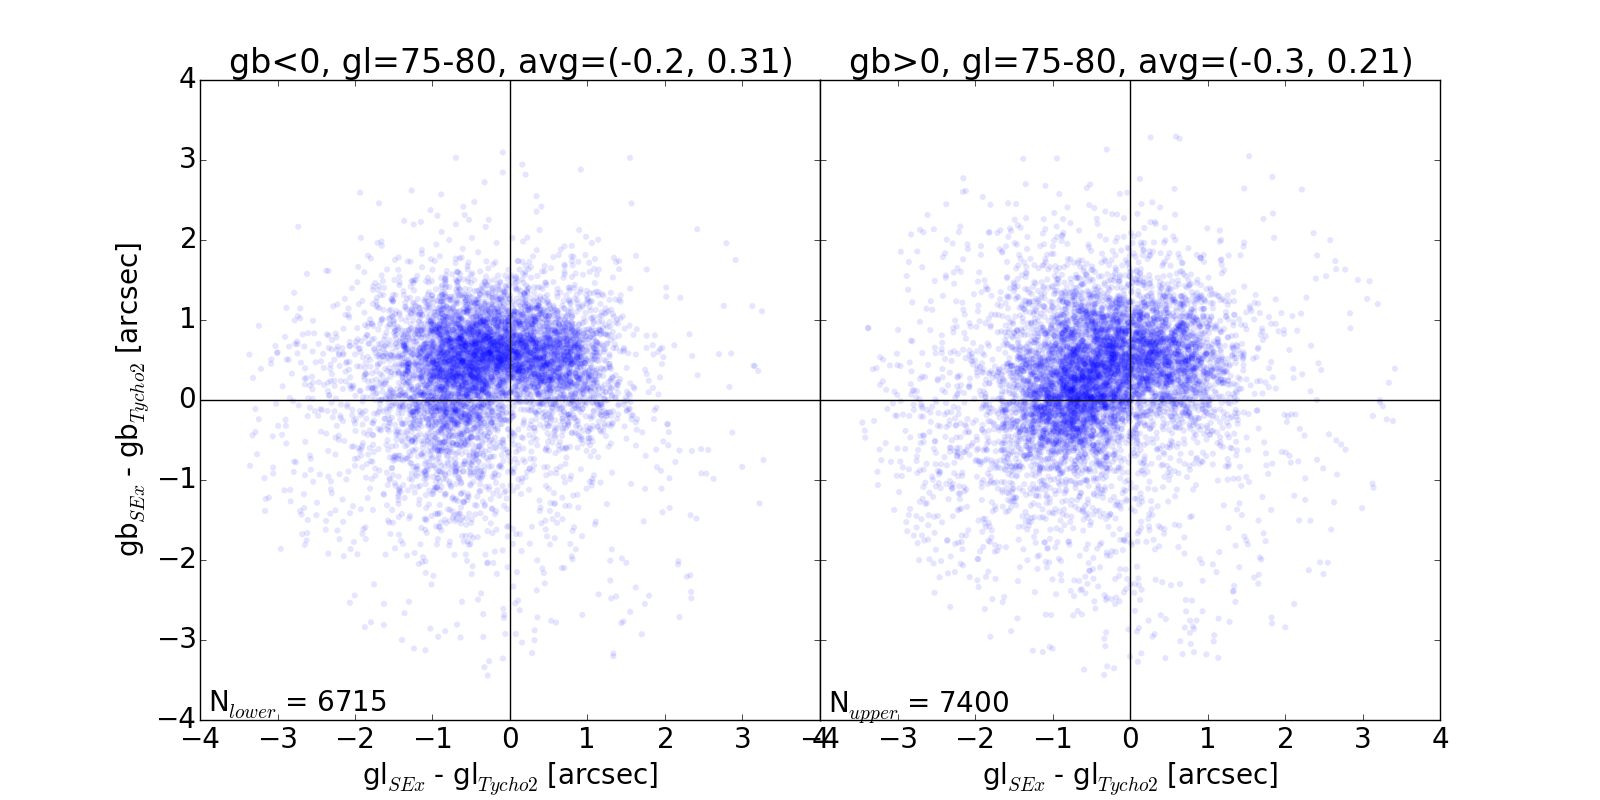 gb<0, gl=75-80, avg=(-0.2, 0.31)
gb>0, gl=75-80, avg=(-0.3, 0.21)
4
3
2
1
0
−1
−2
−3
−4
gb_SEx - gb_Tycho2 [arcsec]
N_lower = 6715
N_upper = 7400
−4 −3 −2 −1 0 1 2 3 4
−4 −3 −2 −1 0 1 2 3 4
gl_SEx - gl_Tycho2 [arcsec]
gl_SEx - gl_Tycho2 [arcsec]